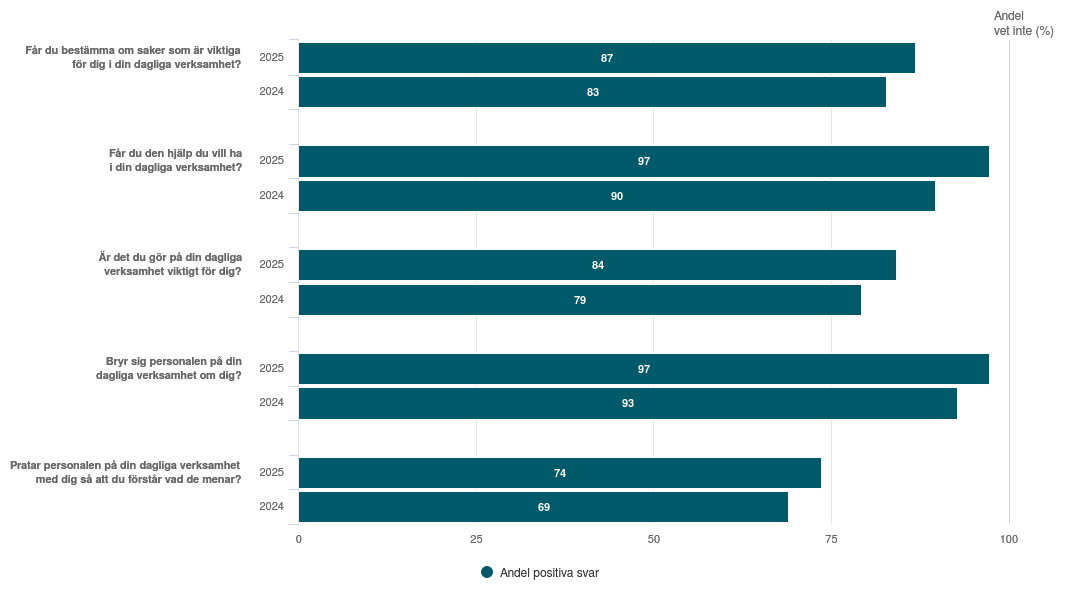 Andel
vet inte (%)
Får du bestämma om saker som är viktiga
för dig i din dagliga verksamhet?
2025
87
2024
83
Får du den hjälp du vill ha
i din dagliga verksamhet?
2025
97
2024
90
Är det du gör på din dagliga
verksamhet viktigt för dig?
2025
84
2024
79
Bryr sig personalen på din
dagliga verksamhet om dig?
2025
97
2024
93
Pratar personalen på din dagliga verksamhet
med dig så att du förstår vad de menar?
2025
74
2024
69
0 25 50 75 100
Andel positiva svar